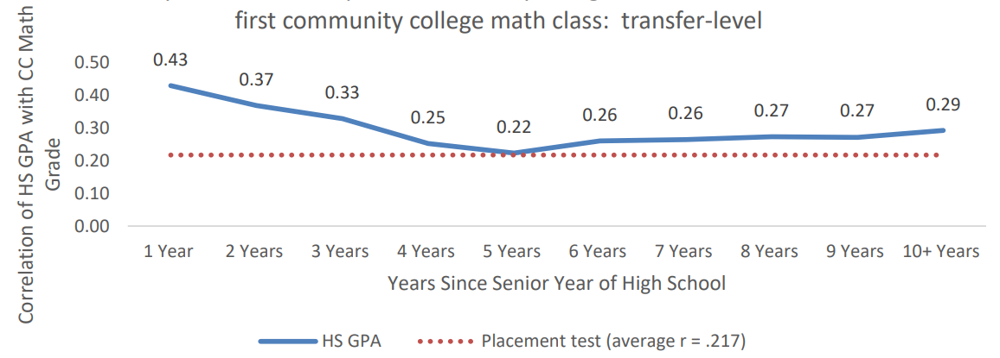 first community college math class: transfer-level
Correlation of HS GPA with CC Math
Grade
0.50
0.40
0.30
0.20
0.10
0.00
0.43
0.37
0.33
0.25
0.22
0.26
0.26
0.27
0.27
0.29
1 Year 2 Years 3 Years 4 Years 5 Years 6 Years 7 Years 8 Years 9 Years 10+ Years
Years Since Senior Year of High School
HS GPA Placement test (average r = .217)